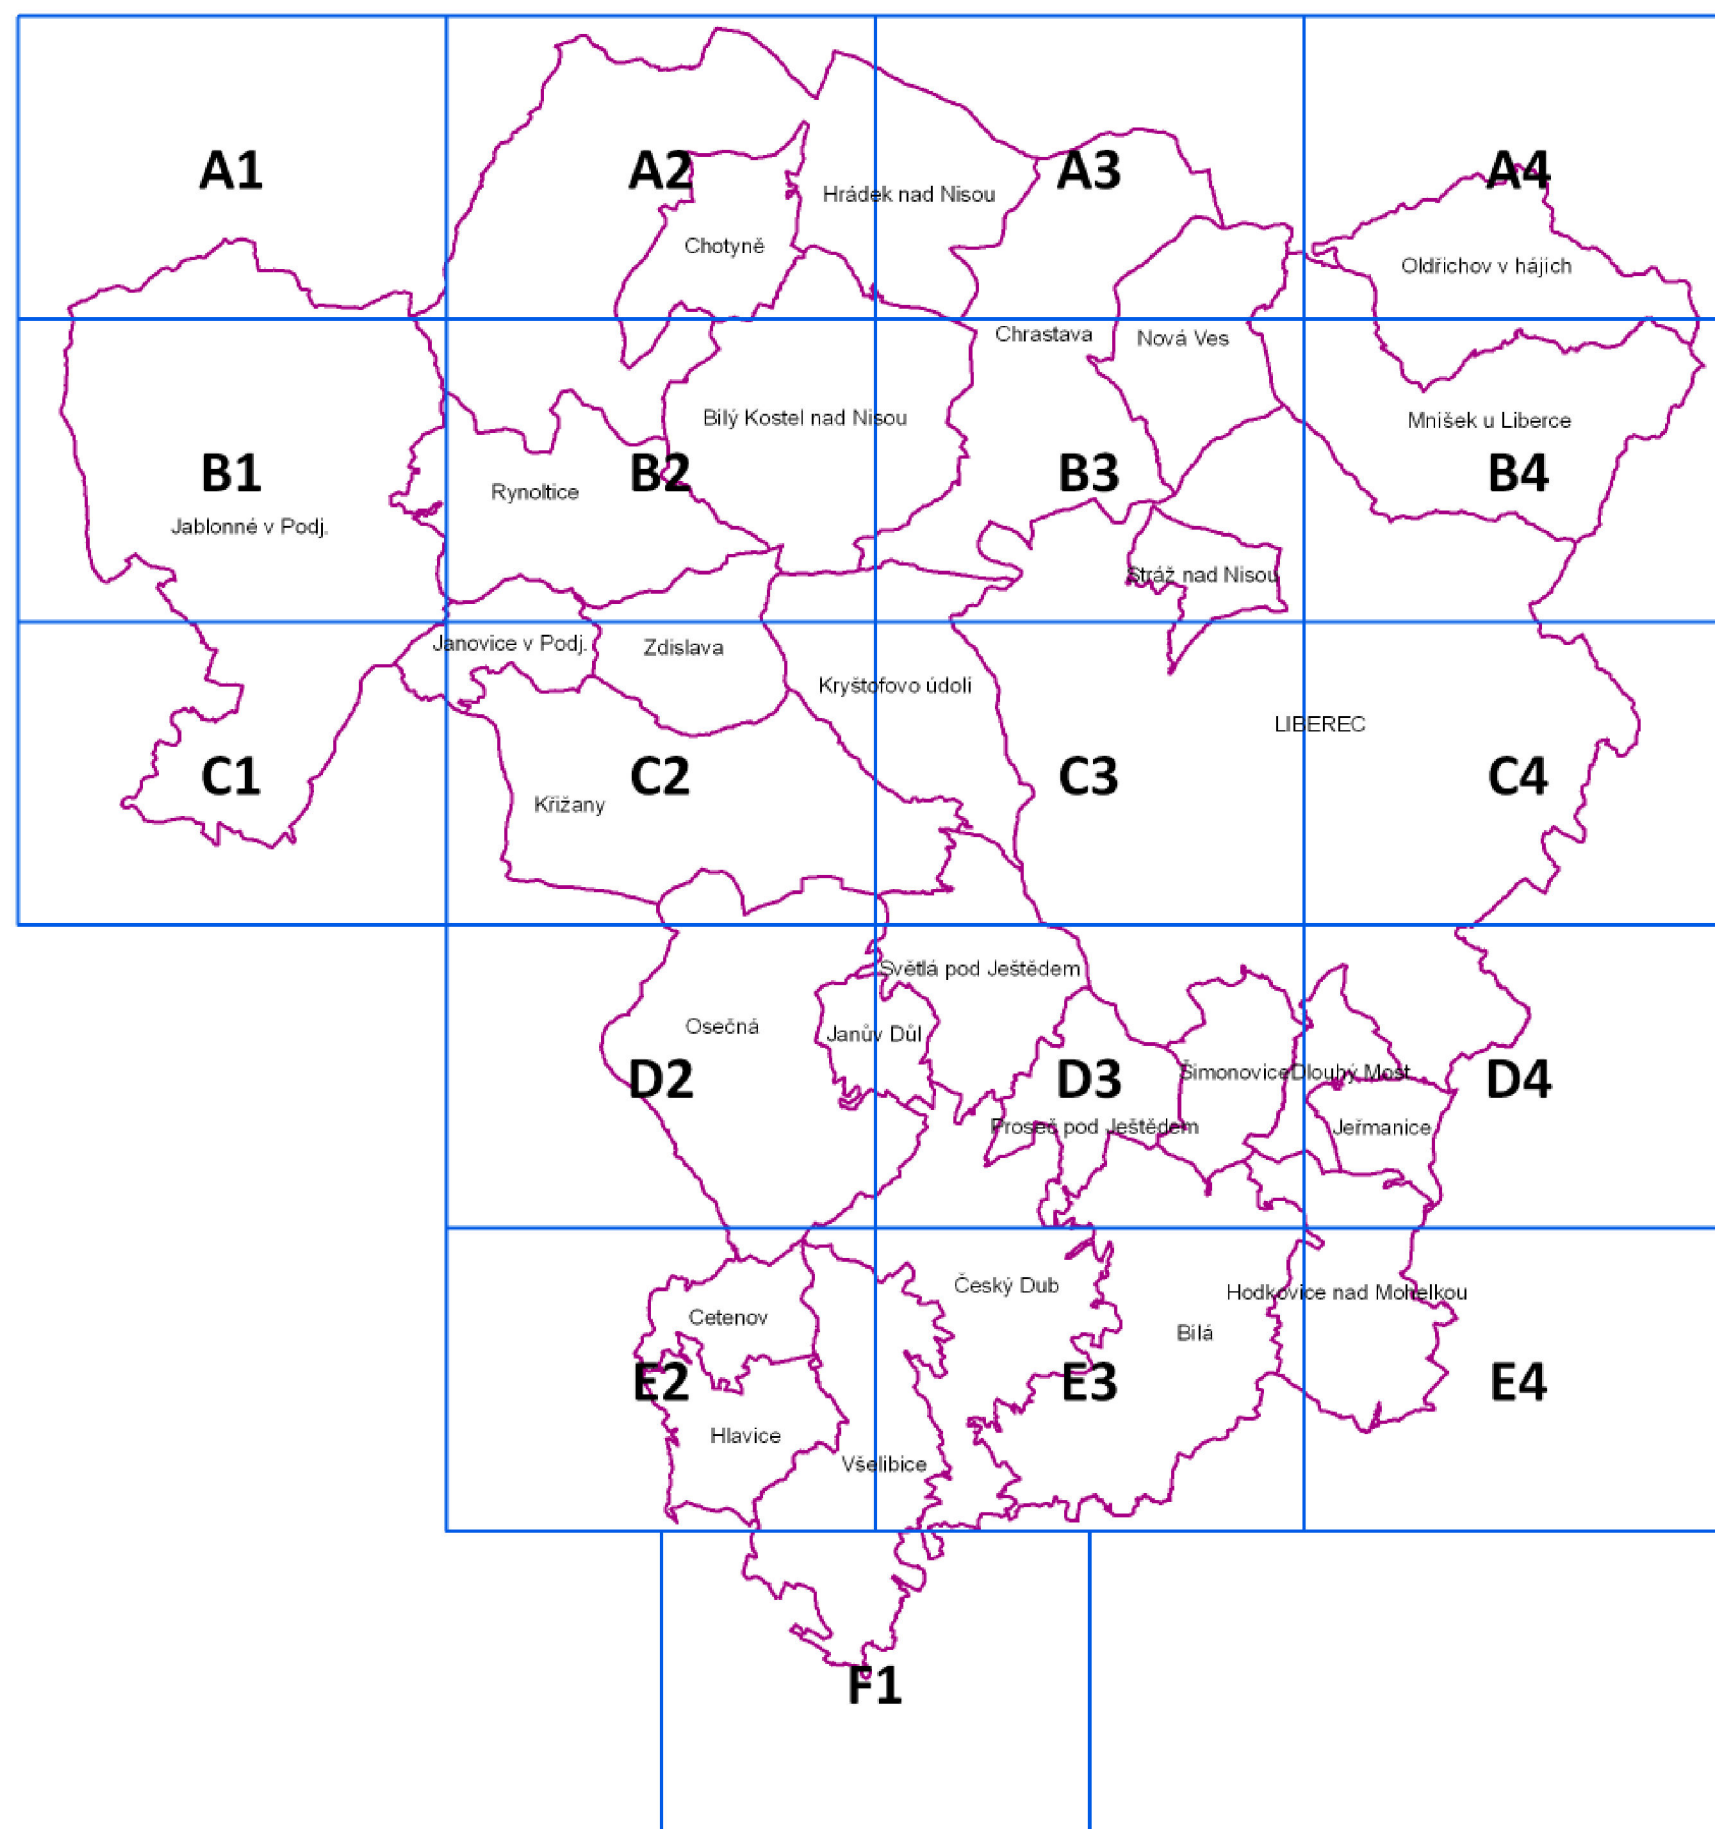 A1
A2
A3
A4
Hrádek nad Nisou
Chotyně
Oldřichov v hájích
Chrastava
Nová Ves
Bílý Kostel nad Nisou
Mníšek u Liberce
B1
B2
B3
B4
Rynoltice
Jablonné v Podj.
Stráž nad Nisou
Janovice v Podj.
Zdislava
Kryštofovo údolí
LIBEREC
C1
C2
C3
C4
Křižany
Světlá pod Ještědem
Osečná
Janův Důl
Šimonovice
Dlouhý Most
D2
D3
D4
Proseč pod Ještědem
Jeřmanice
Český Dub
Hodkovice nad Mohelkou
Cetenov
Bílá
E2
E3
E4
Hlavice
Všelibice
F1